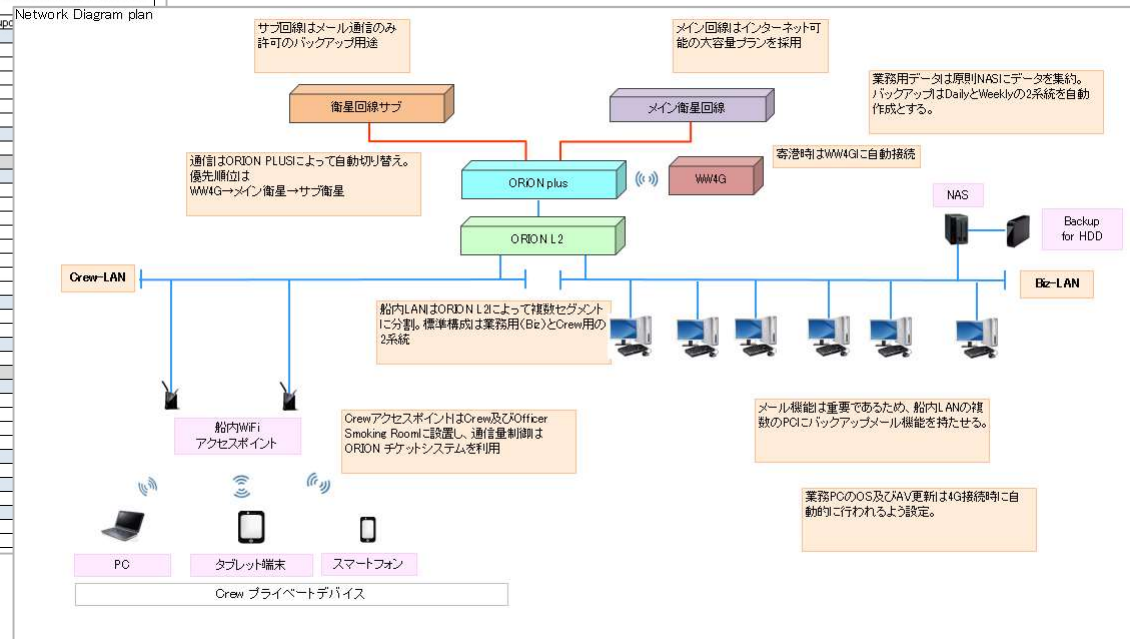 Network Diagram plan
サブ回線はメール通信のみ
許可のバックアップ用途
メイン回線はインターネット可
能の大容量プランを採用
業務用データは原則NASにデータを集約。
バックアップはDailyとWeeklyの2系統を自動
作成とする。
衛星回線サブ
メイン衛星回線
通信はORION PLUSによって自動切り替え。
優先順位は
WW4G→メイン衛星→サブ衛星
寄港時はWW4Gに自動接続
ORiON plus
WW4G
NAS
Backup
for HDD
ORION L2
Crew-LAN
Biz-LAN
船内LANはORION L2によって複数セグメント
に分割。標準構成は業務用(Biz)とCrew用の
2系統
船内WiFi
アクセスポイント
CrewアクセスポイントはCrew及びOfficer
Smoking Roomに設置し、通信量制御は
ORION チケットシステムを利用
メール機能は重要であるため、船内LANの複
数のPCにバックアップメール機能を持たせる。
業務PCのOS及びAV更新は4G接続時に自
動的に行われるよう設定。
PC
タブレット端末
スマートフォン
Crew プライベートデバイス